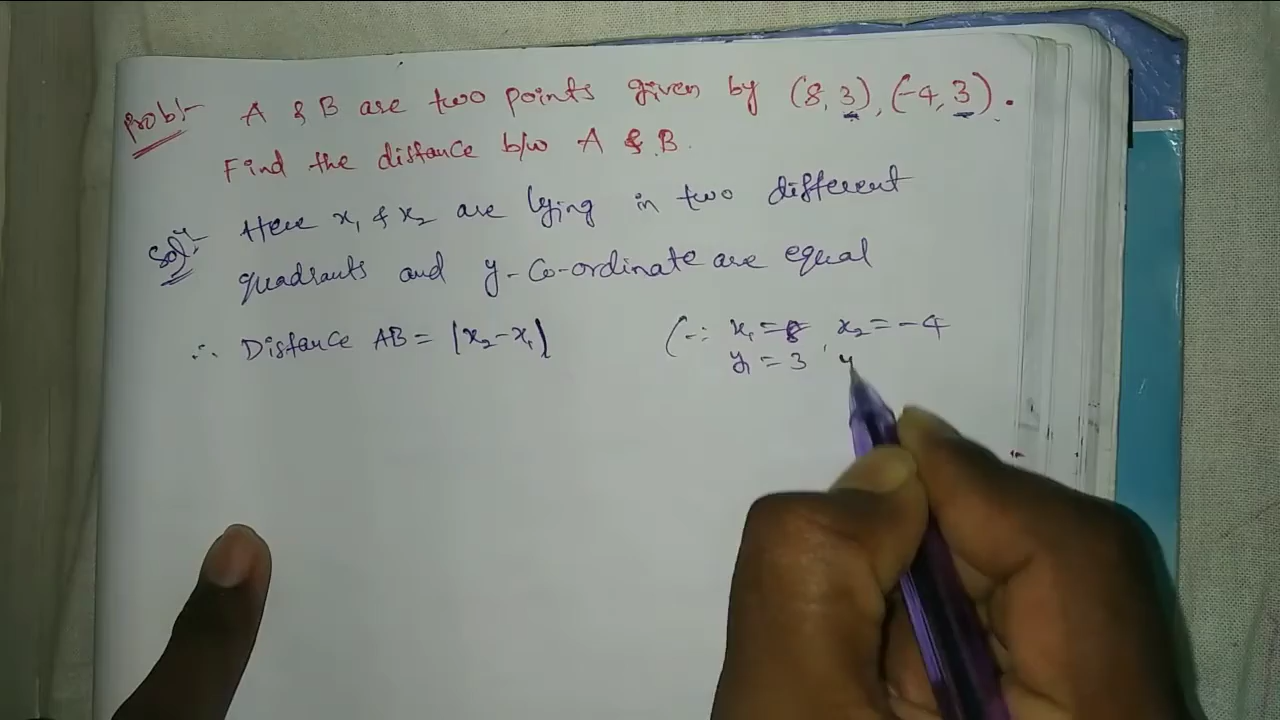 Prob:- A & B are two points given by (8, 3), (-4, 3).
Find the distance b/w A & B.
Solⁿ:- Here x₁ & x₂ are lying in two different
quadrants and y-Co-ordinate are equal
∴ Distance AB = |x₂-x₁| (∵ x₁=8, x₂=-4
y₁ = 3, y